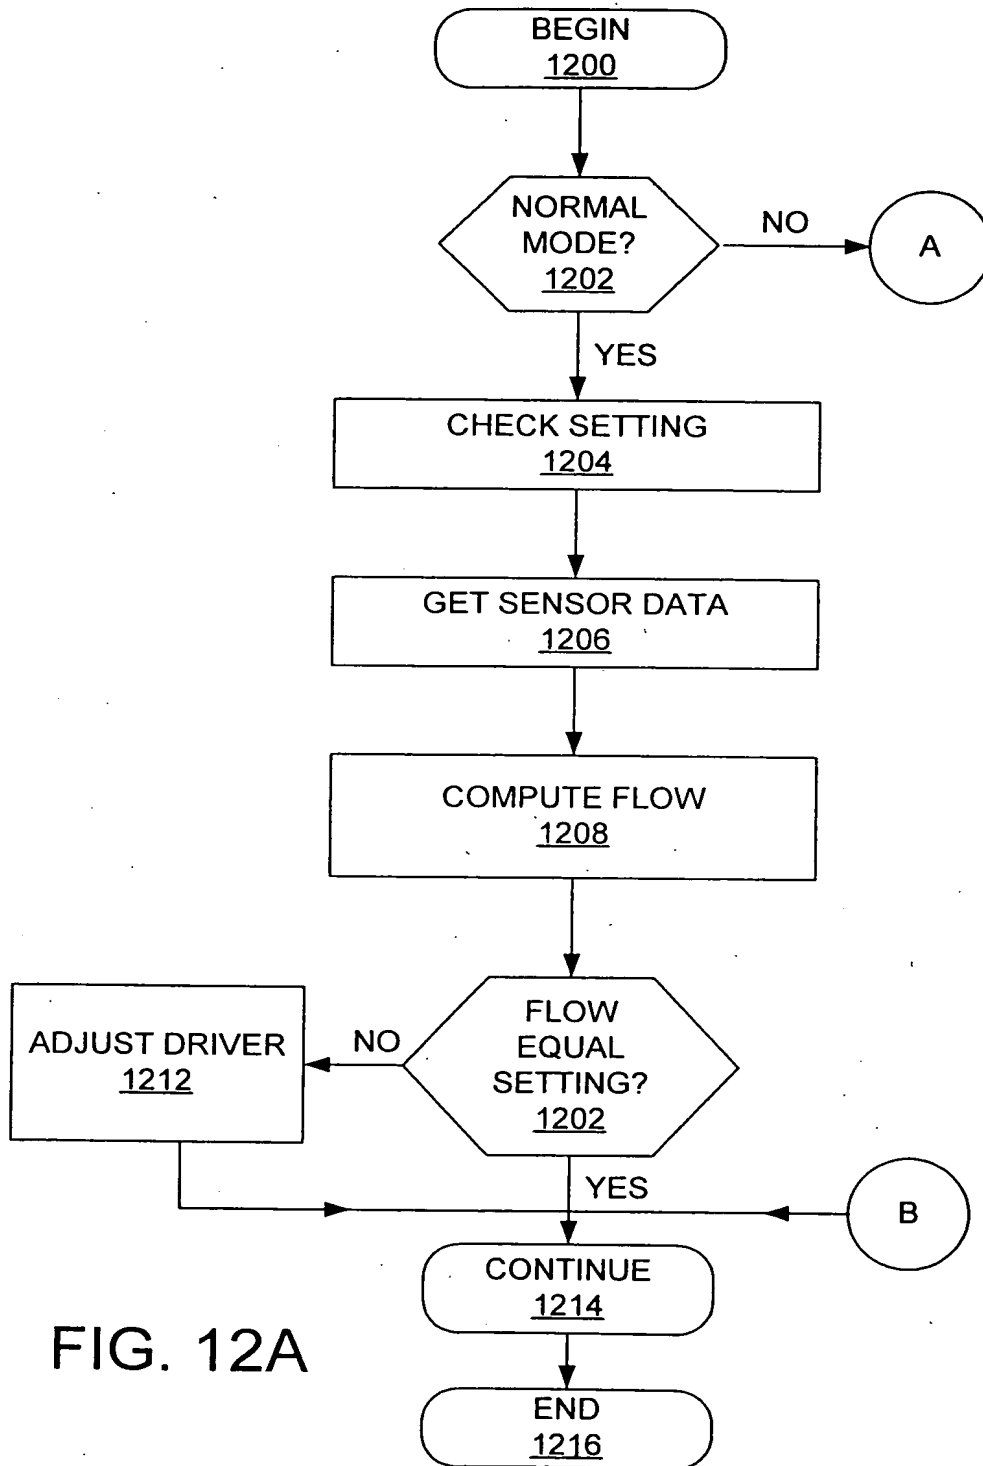 BEGIN
1200
NORMAL
MODE?
1202
NO
A
YES
CHECK SETTING
1204
GET SENSOR DATA
1206
COMPUTE FLOW
1208
FLOW
EQUAL
SETTING?
1202
NO
ADJUST DRIVER
1212
YES
B
CONTINUE
1214
END
1216
FIG. 12A